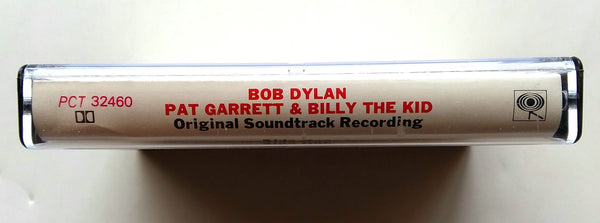 PCT 32460
BOB DYLAN
PAT GARRETT & BILLY THE KID
Original Soundtrack Recording